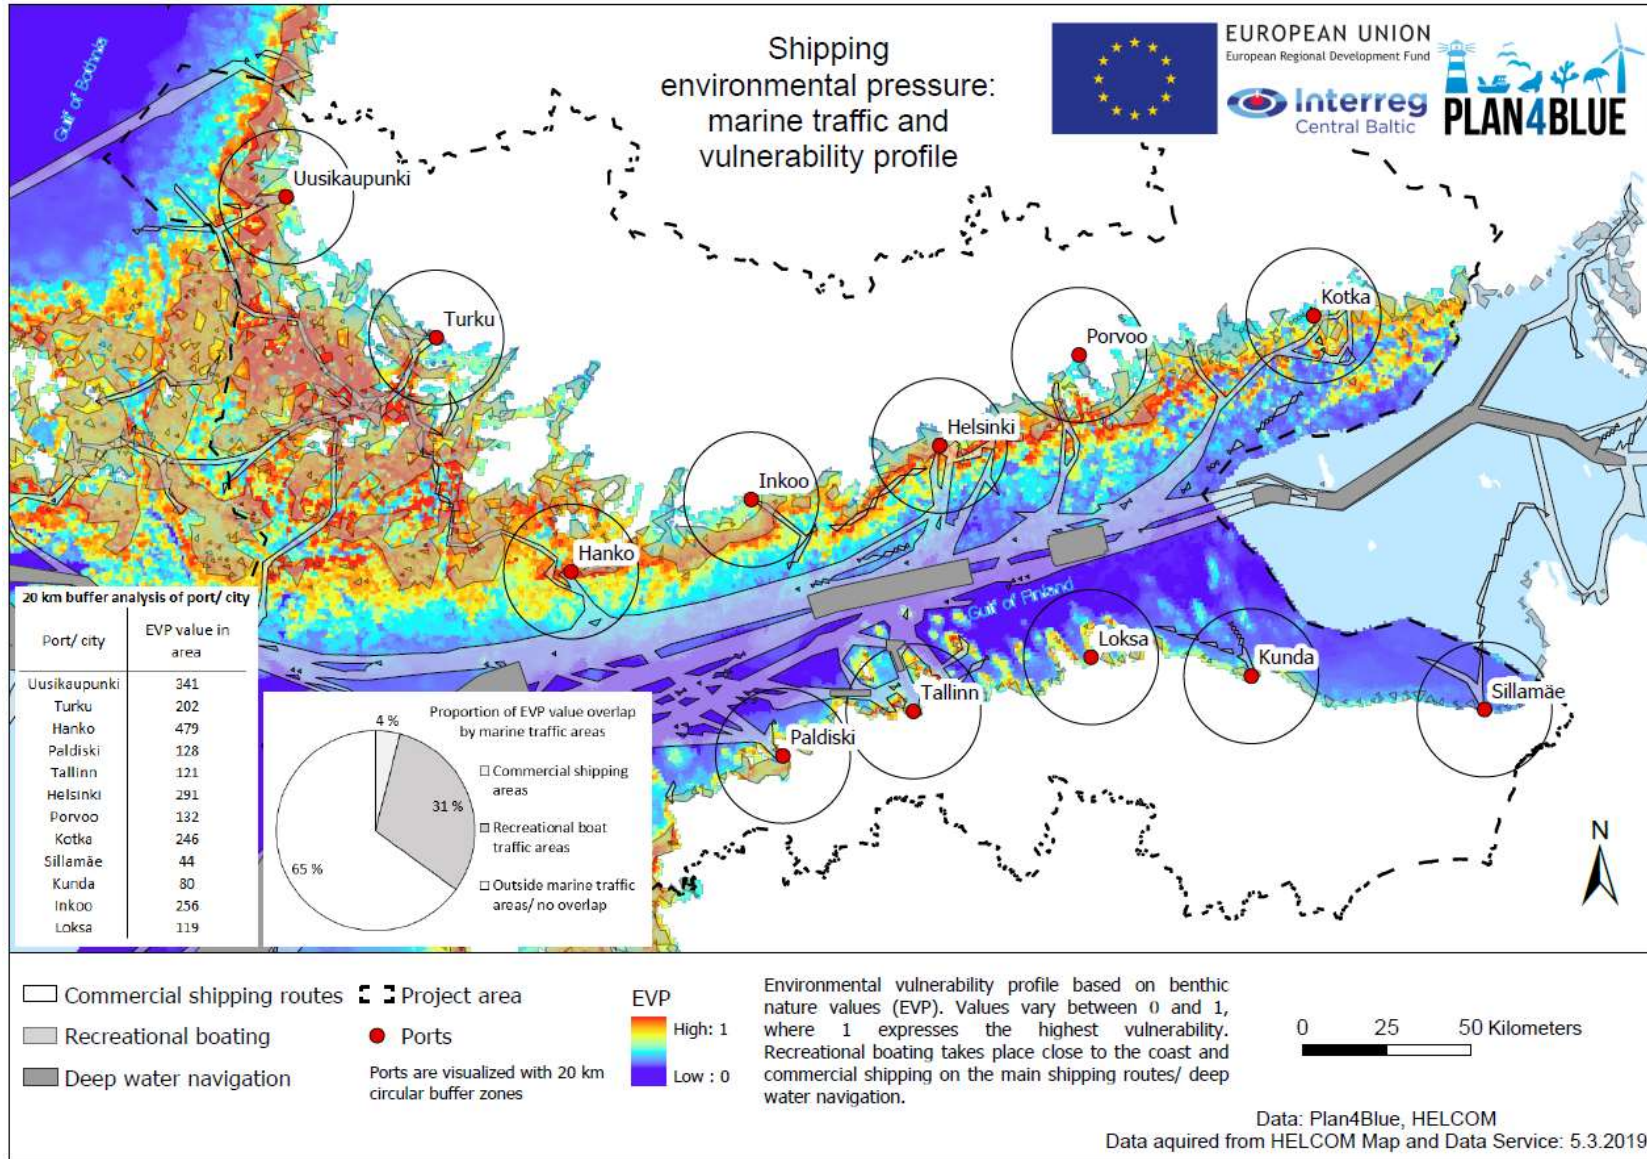 Shipping
environmental pressure:
marine traffic and
vulnerability profile
EUROPEAN UNION
European Regional Development Fund
Interreg
Central Baltic
PLAN4BLUE
Gulf of Bothnia
Uusikaupunki
Turku
Kotka
Porvoo
Helsinki
Inkoo
Hanko
Gulf of Finland
Loksa
Kunda
Tallinn
Sillamäe
Paldiski
N
20 km buffer analysis of port/ city
Port/ city EVP value in
area
Uusikaupunki 341
Turku 202
Hanko 479
Paldiski 128
Tallinn 121
Helsinki 291
Porvoo 132
Kotka 246
Sillamäe 44
Kunda 80
Inkoo 256
Loksa 119
Proportion of EVP value overlap
by marine traffic areas
4 %
31 %
65 %
Commercial shipping
areas
Recreational boat
traffic areas
Outside marine traffic
areas/ no overlap
Commercial shipping routes
Recreational boating
Deep water navigation
Project area
Ports
Ports are visualized with 20 km
circular buffer zones
EVP
High: 1
Low : 0
Environmental vulnerability profile based on benthic
nature values (EVP). Values vary between 0 and 1,
where 1 expresses the highest vulnerability.
Recreational boating takes place close to the coast and
commercial shipping on the main shipping routes/ deep
water navigation.
0 25 50 Kilometers
Data: Plan4Blue, HELCOM
Data aquired from HELCOM Map and Data Service: 5.3.2019